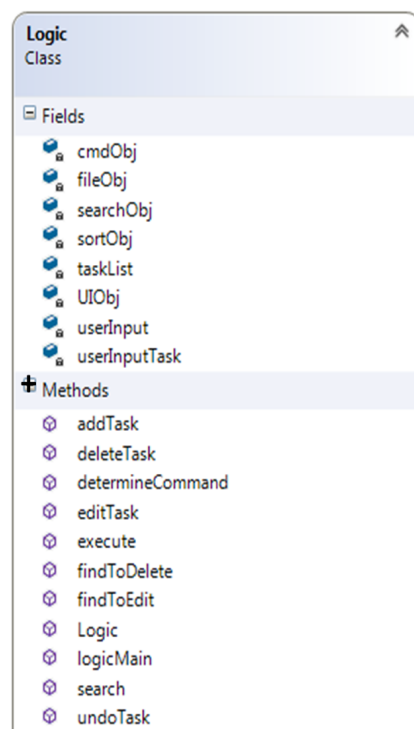 Logic
Class
Fields
cmdObj
fileObj
searchObj
sortObj
taskList
UIObj
userInput
userInputTask
Methods
addTask
deleteTask
determineCommand
editTask
execute
findToDelete
findToEdit
Logic
logicMain
search
undoTask